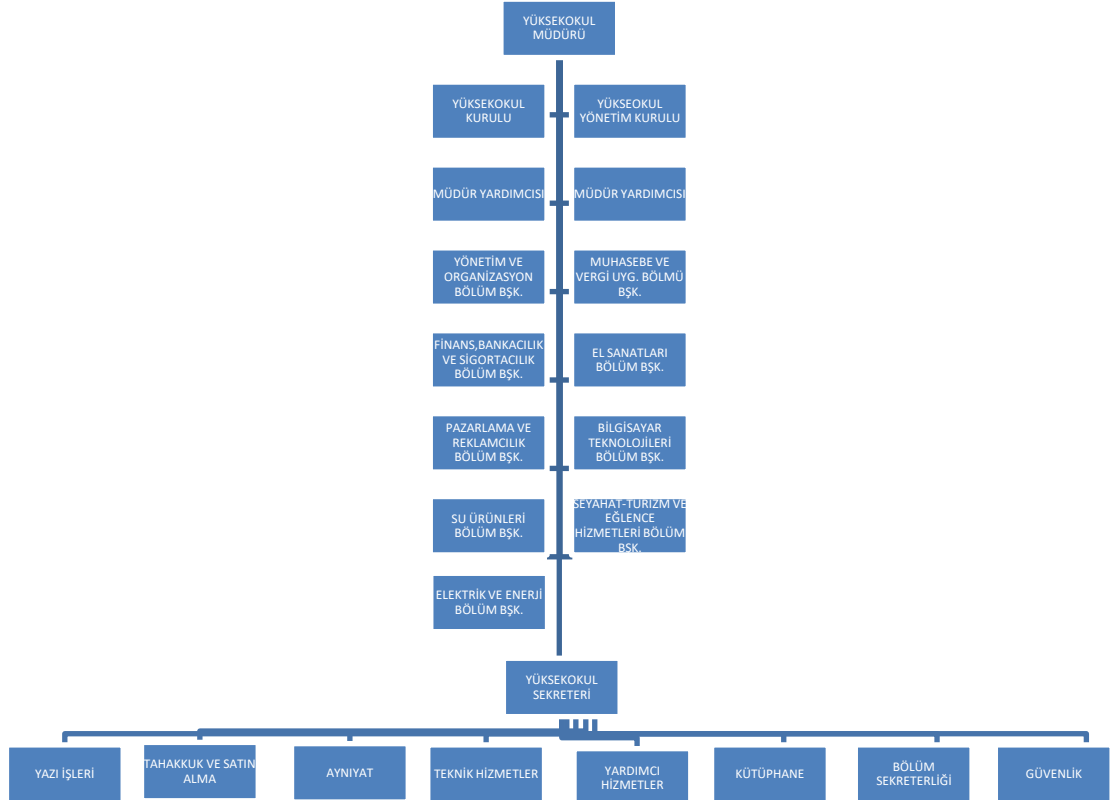 YÜKSEKOKUL
MÜDÜRÜ
YÜKSEKOKUL
KURULU
YÜKSEOKUL
YÖNETİM KURULU
MÜDÜR YARDIMCISI
MÜDÜR YARDIMCISI
YÖNETİM VE
ORGANİZASYON
BÖLÜM BŞK.
MUHASEBE VE
VERGİ UYG. BÖLMÜ
BŞK.
FİNANS,BANKACILIK
VE SİGORTACILIK
BÖLÜM BŞK.
EL SANATLARI
BÖLÜM BŞK.
PAZARLAMA VE
REKLAMCILIK
BÖLÜM BŞK.
BİLGİSAYAR
TEKNOLOJİLERİ
BÖLÜM BŞK.
SU ÜRÜNLERİ
BÖLÜM BŞK.
SEYAHAT-TURİZM VE
EĞLENCE
HİZMETLERİ BÖLÜM
BŞK.
ELEKTRİK VE ENERJİ
BÖLÜM BŞK.
YÜKSEKOKUL
SEKRETERİ
YAZI İŞLERİ
TAHAKKUK VE SATIN
ALMA
AYNIYAT
TEKNİK HİZMETLER
YARDIMCI
HİZMETLER
KÜTÜPHANE
BÖLÜM
SEKRETERLİĞİ
GÜVENLİK